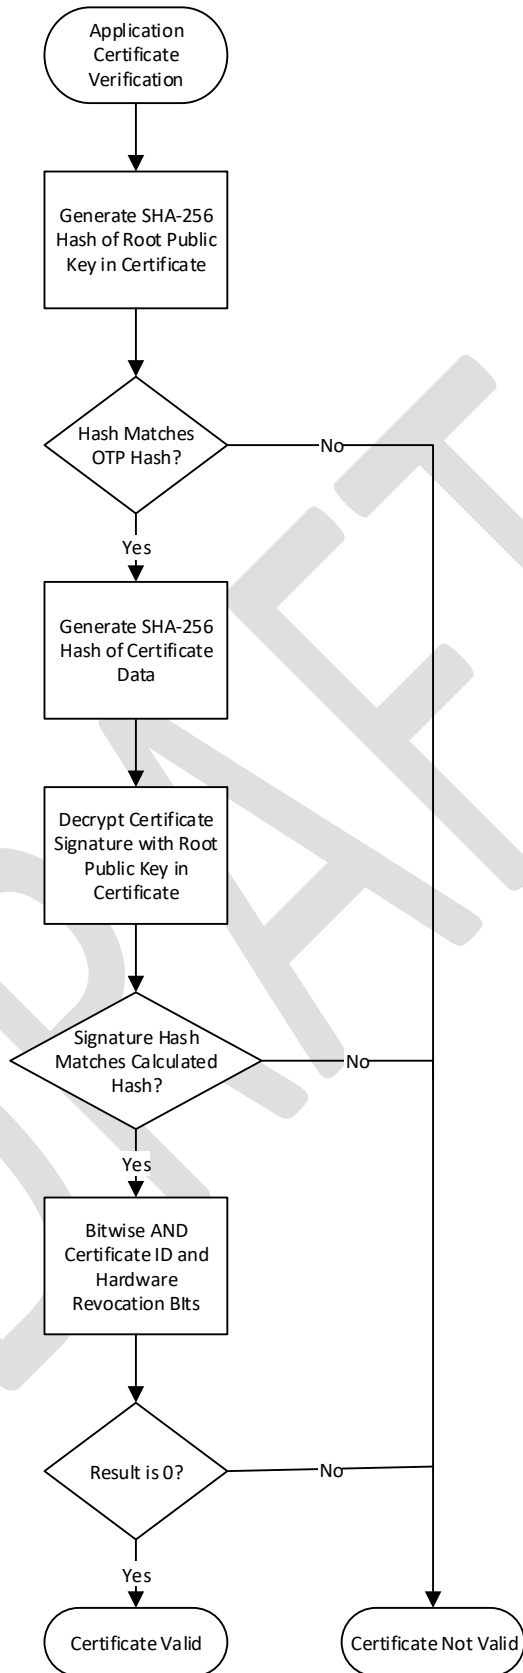 Application
Certificate
Verification
Generate SHA-256
Hash of Root Public
Key in Certificate
Hash Matches
OTP Hash?
No
Yes
Generate SHA-256
Hash of Certificate
Data
Decrypt Certificate
Signature with Root
Public Key in
Certificate
Signature Hash
Matches Calculated
Hash?
No
Yes
Bitwise AND
Certificate ID and
Hardware
Revocation BIts
Result is 0?
No
Yes
Certificate Valid
Certificate Not Valid
DRAFT